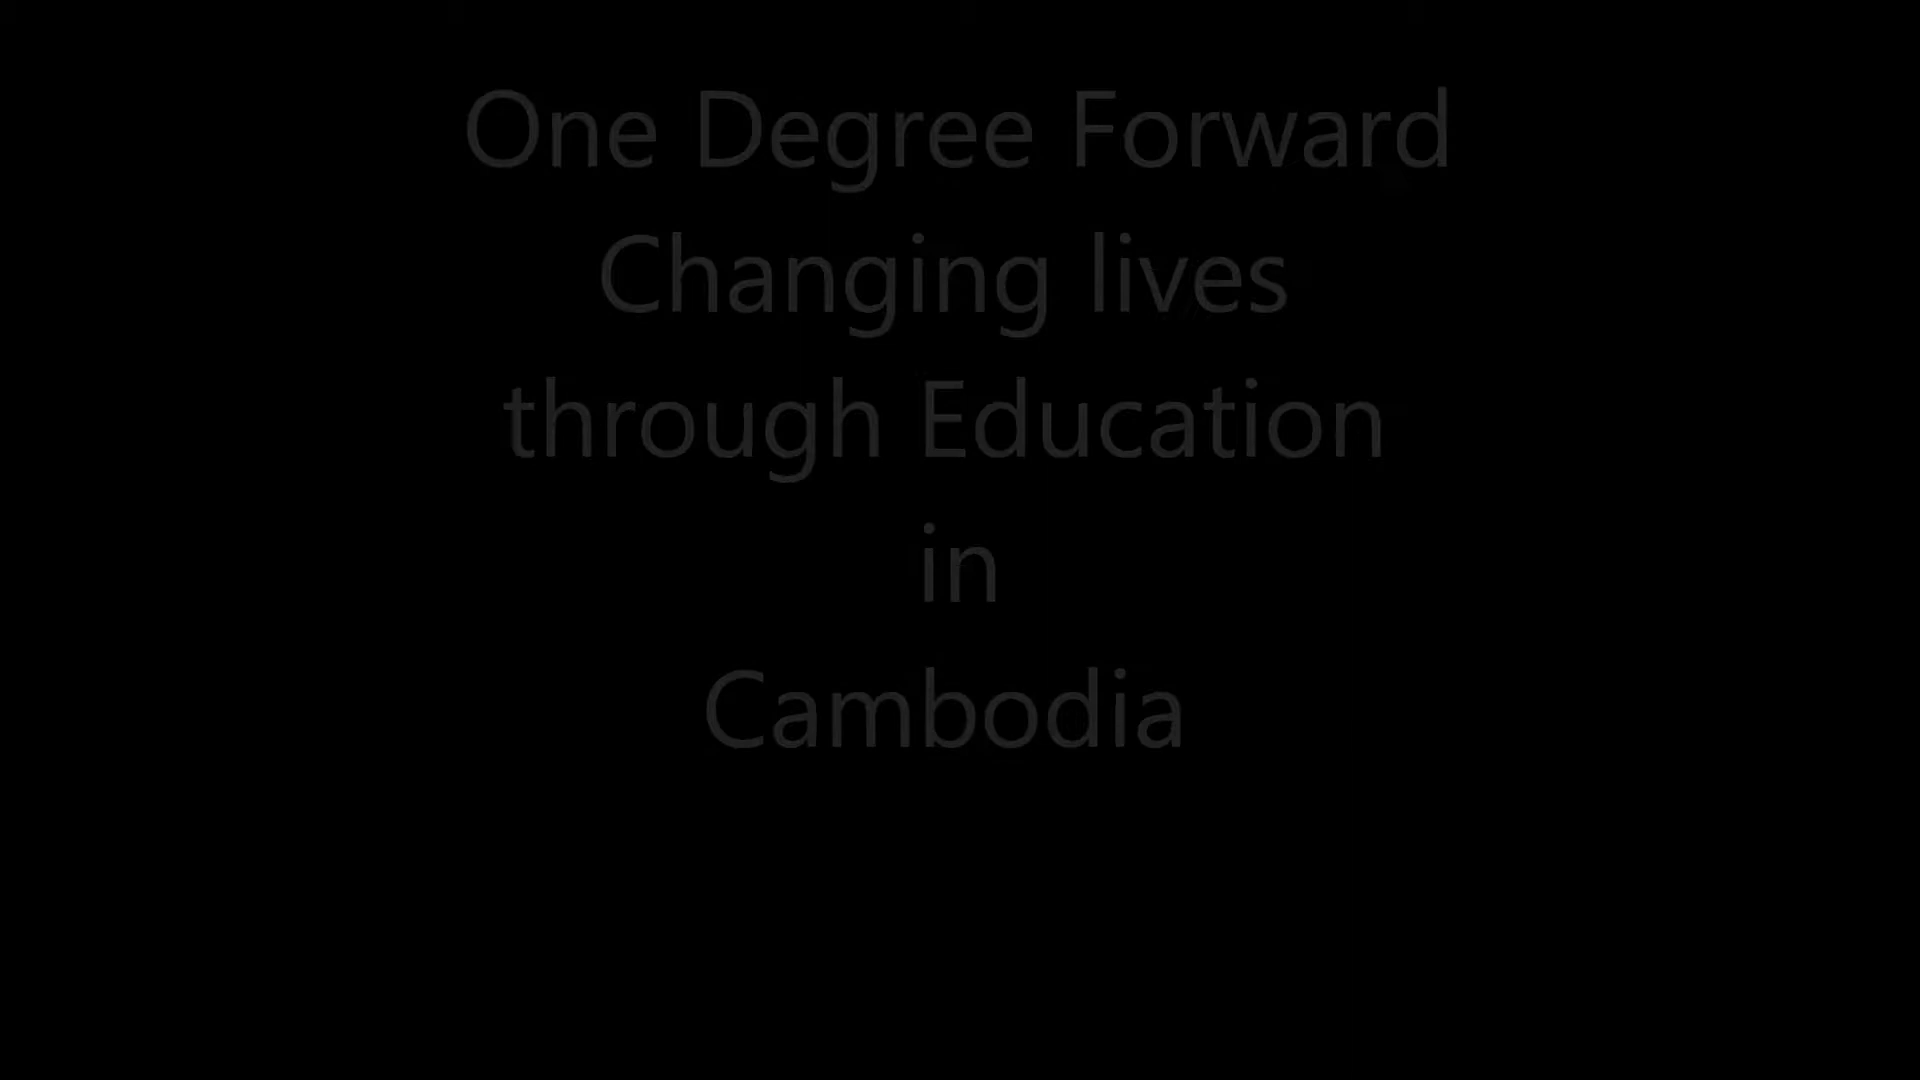 One Degree Forward
Changing lives
through Education
in
Cambodia